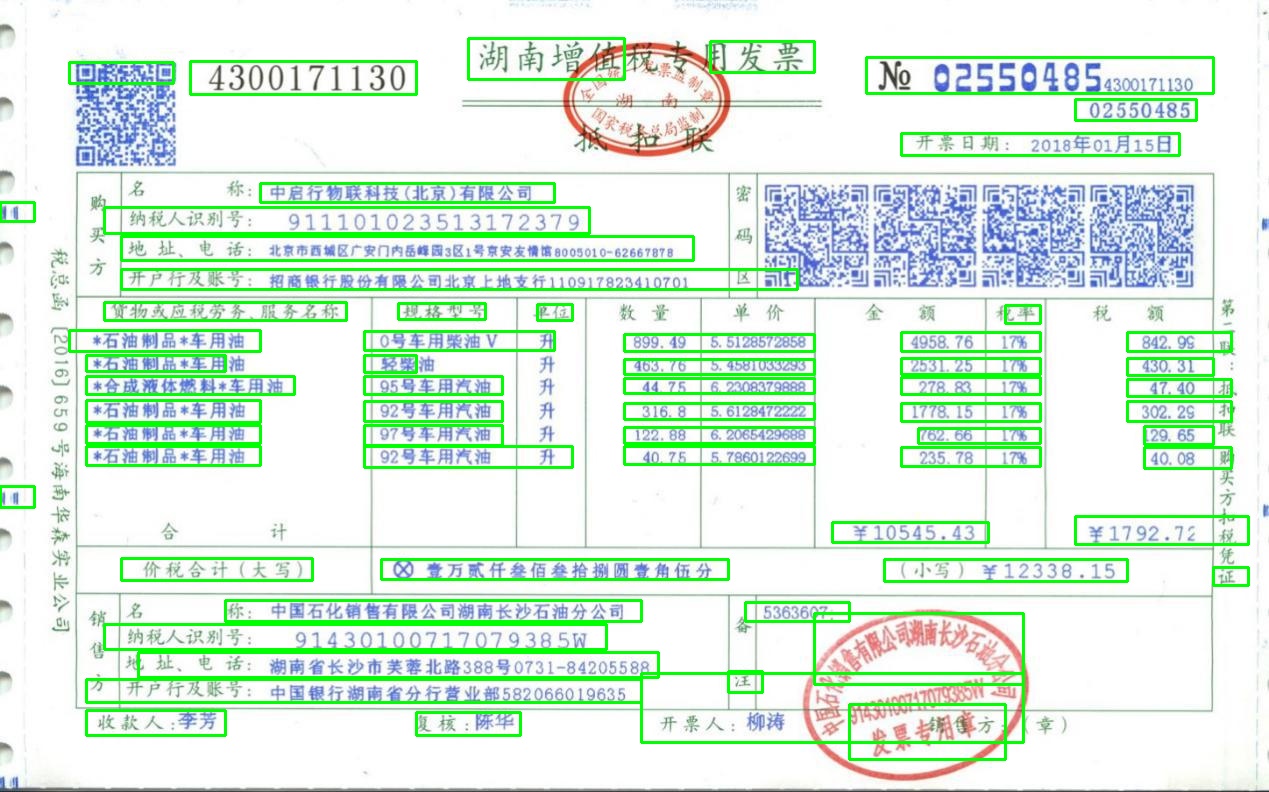 湖南增值税专用发票
4300171130
№ 02550485 4300171130
02550485
抵扣联
全国统一发票监制章
湖南
国家税务总局监制
开票日期: 2018年01月15日
购买方
名 称: 中启行物联科技(北京)有限公司
纳税人识别号: 911101023513172379
地址、电话: 北京市西城区广安门内岳峰园3区1号京安友情馆8005010-62667878
开户行及账号: 招商银行股份有限公司北京上地支行110917823410701
密码区
货物或应税劳务、服务名称 规格型号 单位 数量 单价 金额 税率 税额
*石油制品*车用油 0号车用柴油Ⅴ 升 899.49 5.5128572858 4958.76 17% 842.99
*石油制品*车用油 轻柴油 升 463.76 5.4581033293 2531.25 17% 430.31
*合成液体燃料*车用油 95号车用汽油 升 44.75 6.2308379888 278.83 17% 47.40
*石油制品*车用油 92号车用汽油 升 316.8 5.6128472222 1778.15 17% 302.29
*石油制品*车用油 97号车用汽油 升 122.88 6.2065429688 762.66 17% 129.65
*石油制品*车用油 92号车用汽油 升 40.75 5.7860122699 235.78 17% 40.08
合计 ¥10545.43 ¥1792.72
价税合计(大写) ⊗ 壹万贰仟叁佰叁拾捌圆壹角伍分 (小写) ¥12338.15
销售方
名 称: 中国石化销售有限公司湖南长沙石油分公司
纳税人识别号: 91430100717079385W
地址、电话: 湖南省长沙市芙蓉北路388号0731-84205588
开户行及账号: 中国银行湖南省分行营业部582066019635
备注
5363607
收款人: 李芳 复核: 陈华 开票人: 柳涛 销售方: (章)
中国石化销售有限公司湖南长沙石油分公司
91430100717079385W
发票专用章
税总函〔2016〕659号海南华森实业公司
第二联:抵扣联 购买方扣税凭证